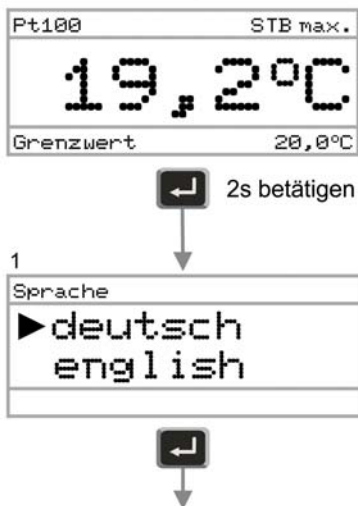 Pt100 STB max.
19,2°C
Grenzwert 20,0°C
2s betätigen
1
Sprache
►deutsch
english